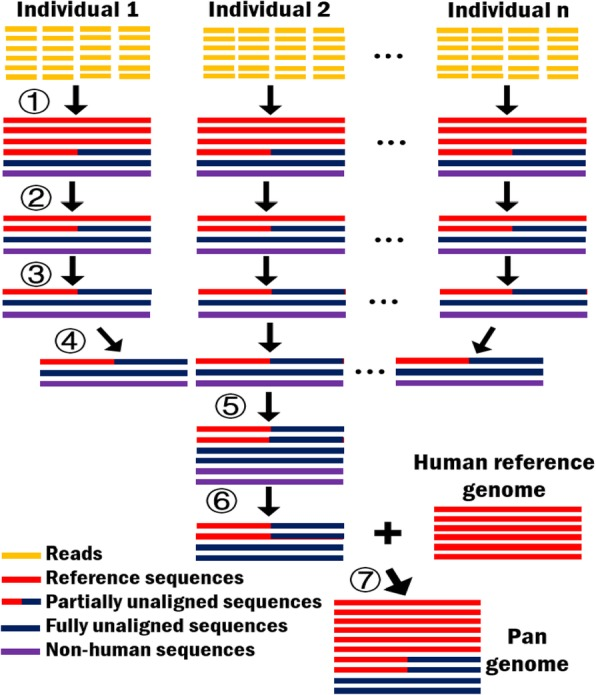 Individual 1
Individual 2
Individual n
...
①
...
②
...
③
...
④
...
⑤
⑥
Human reference
genome
+
⑦
Reads
Reference sequences
Partially unaligned sequences
Fully unaligned sequences
Non-human sequences
Pan
genome